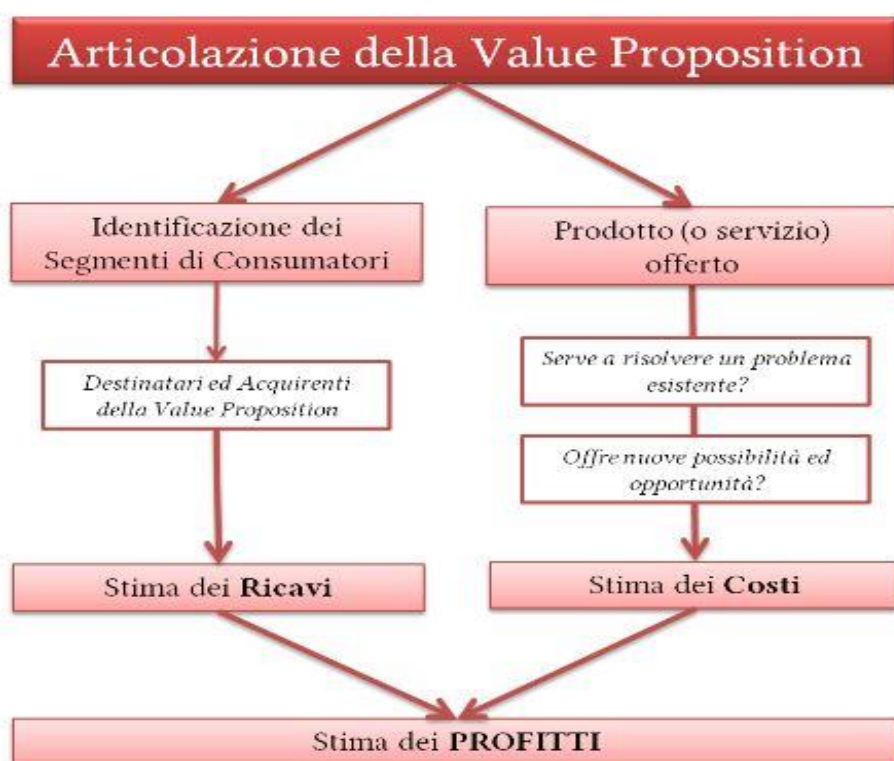 Articolazione della Value Proposition
Identificazione dei
Segmenti di Consumatori
Destinatari ed Acquirenti
della Value Proposition
Stima dei Ricavi
Prodotto (o servizio)
offerto
Serve a risolvere un problema
esistente?
Offre nuove possibilità ed
opportunità?
Stima dei Costi
Stima dei PROFITTI